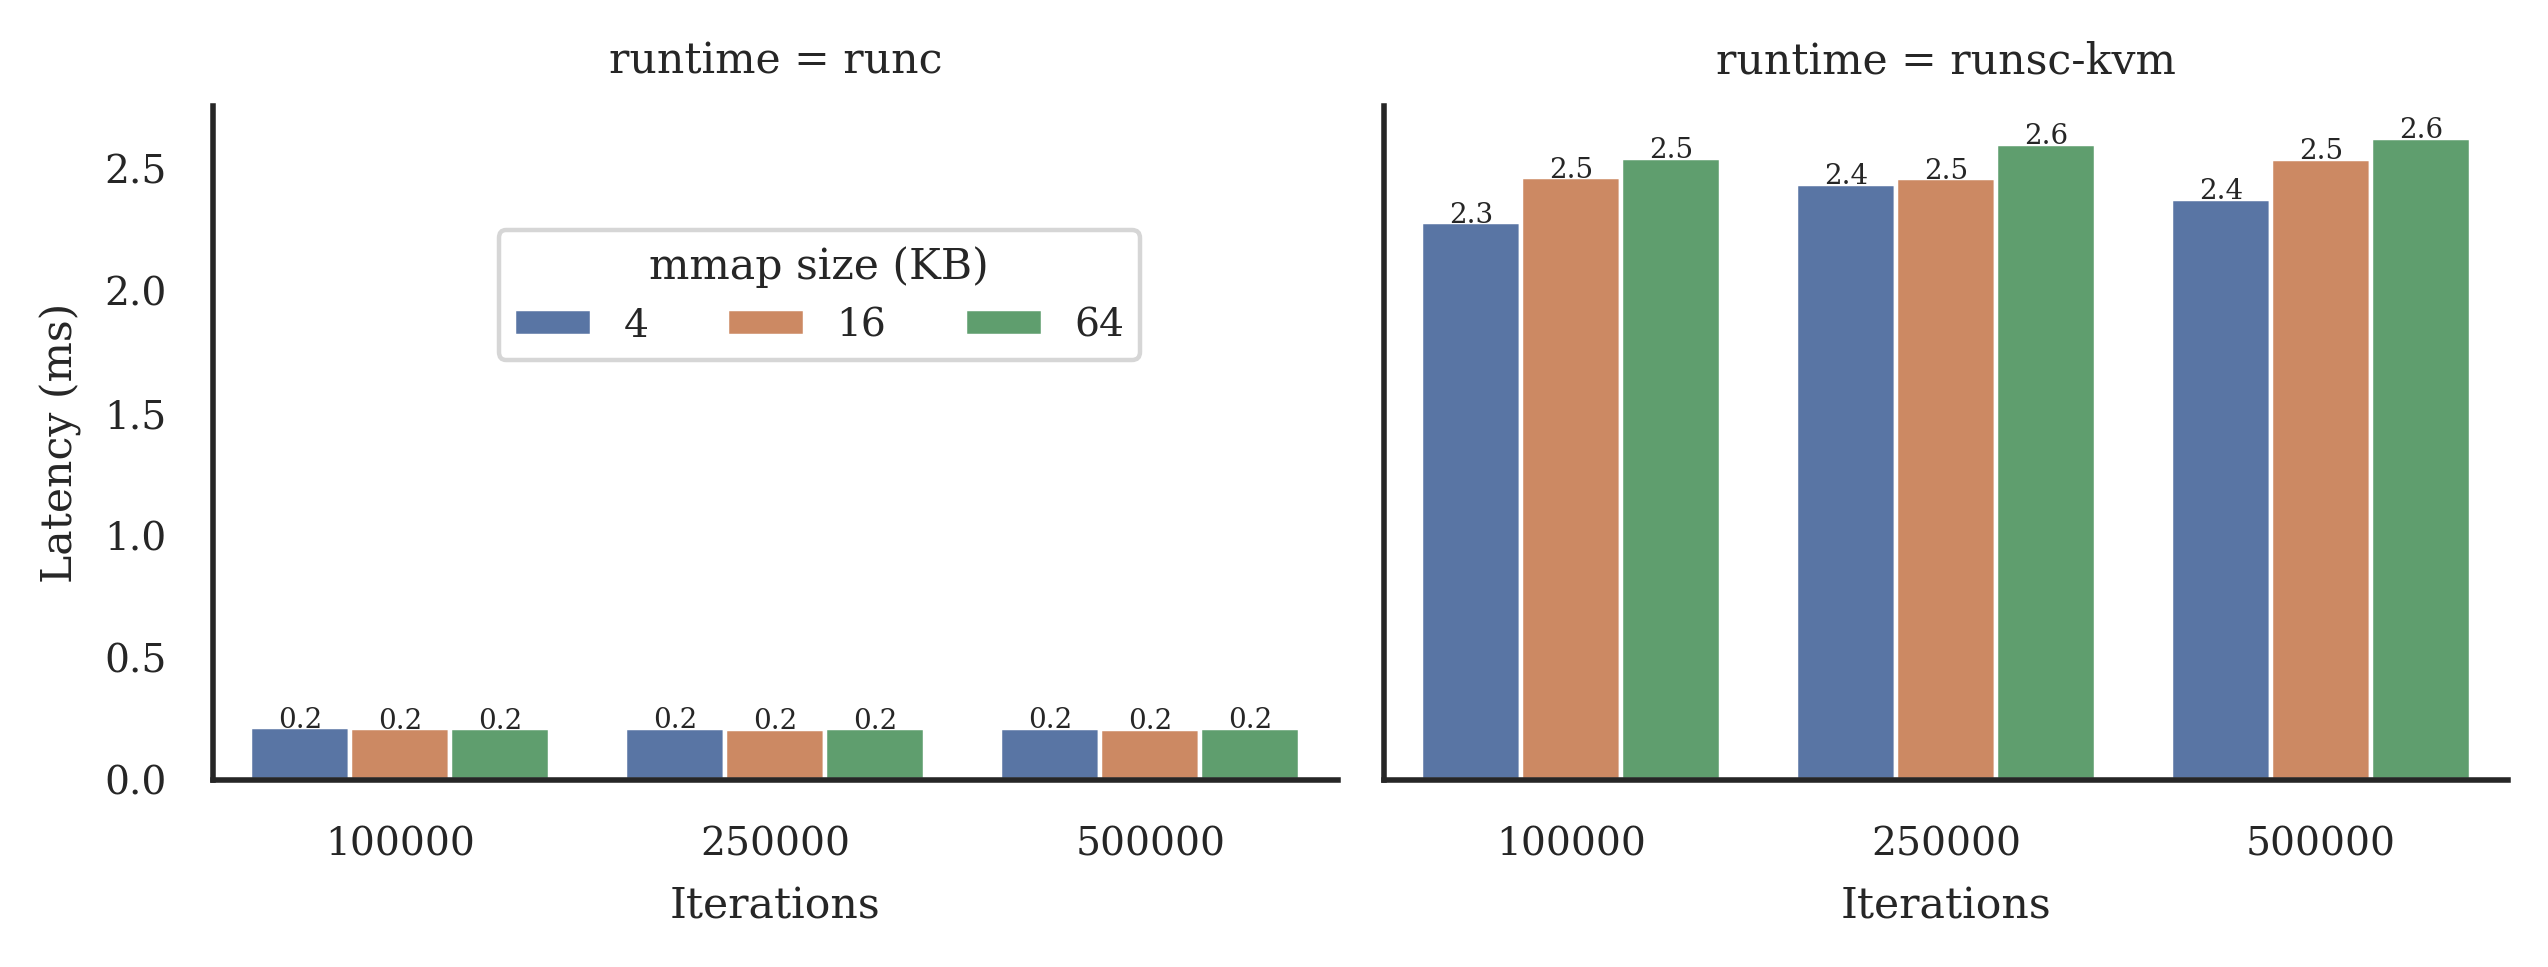 runtime = runc
runtime = runsc-kvm
Latency (ms)
2.5
2.0
1.5
1.0
0.5
0.0
mmap size (KB)
4 16 64
0.2 0.2 0.2 0.2 0.2 0.2 0.2 0.2 0.2
2.3 2.5 2.5 2.4 2.5 2.6 2.4 2.5 2.6
100000 250000 500000
100000 250000 500000
Iterations
Iterations